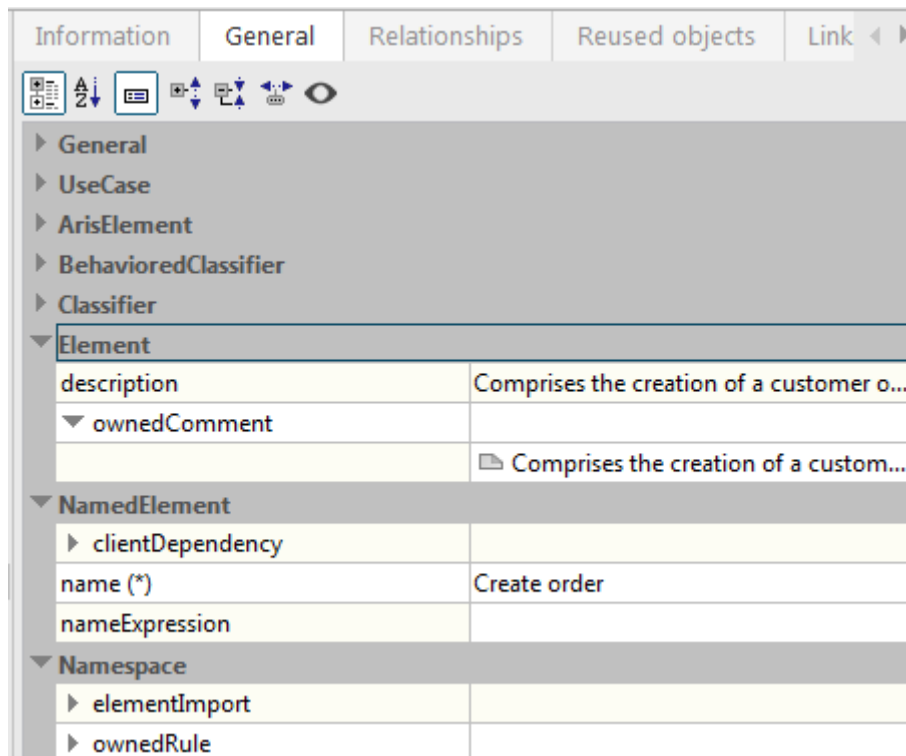 Information General Relationships Reused objects Link
General
UseCase
ArisElement
BehavioredClassifier
Classifier
Element
description Comprises the creation of a customer o...
ownedComment
Comprises the creation of a custom...
NamedElement
clientDependency
name (*) Create order
nameExpression
Namespace
elementImport
ownedRule